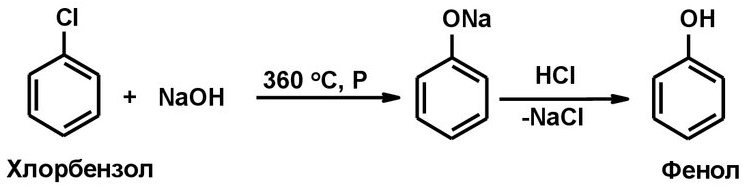 Cl
ONa
OH
+ NaOH
360 °C, P
HCl
-NaCl
Хлорбензол
Фенол